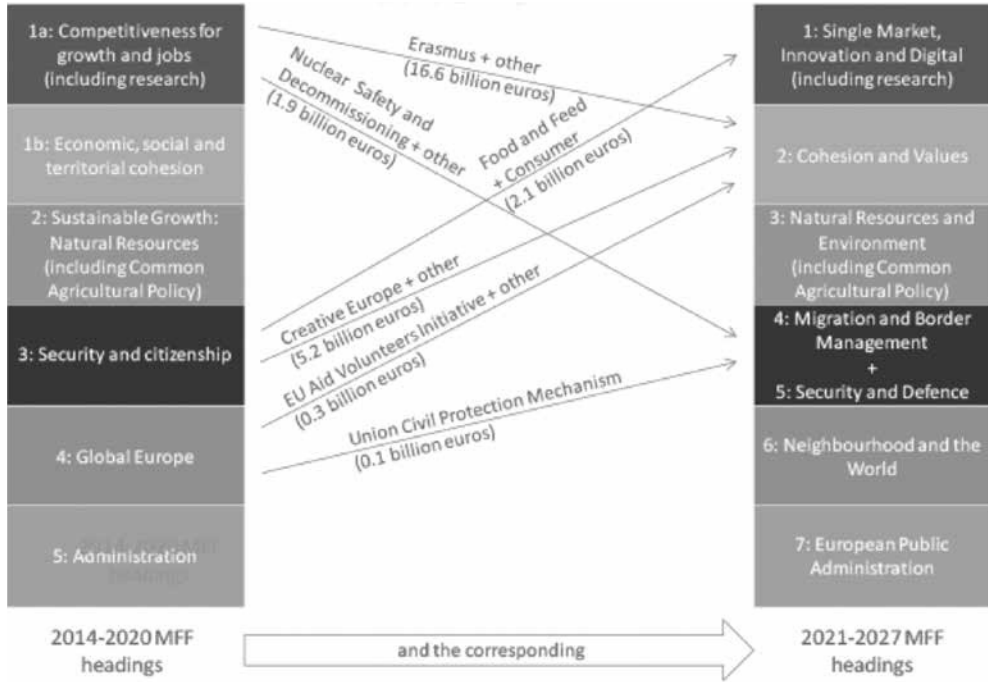 1a: Competitiveness for
growth and jobs
(including research)
1b: Economic, social and
territorial cohesion
2: Sustainable Growth:
Natural Resources
(including Common
Agricultural Policy)
3: Security and citizenship
4: Global Europe
5: Administration
2014-2020 MFF
headings
Erasmus + other
(16.6 billion euros)
Nuclear Safety and
Decommissioning + other
(1.9 billion euros)
Food and Feed
+ Consumer
(2.1 billion euros)
Creative Europe + other
(5.2 billion euros)
EU Aid Volunteers Initiative + other
(0.3 billion euros)
Union Civil Protection Mechanism
(0.1 billion euros)
and the corresponding
1: Single Market,
Innovation and Digital
(including research)
2: Cohesion and Values
3: Natural Resources and
Environment
(including Common
Agricultural Policy)
4: Migration and Border
Management
+
5: Security and Defence
6: Neighbourhood and the
World
7: European Public
Administration
2021-2027 MFF
headings